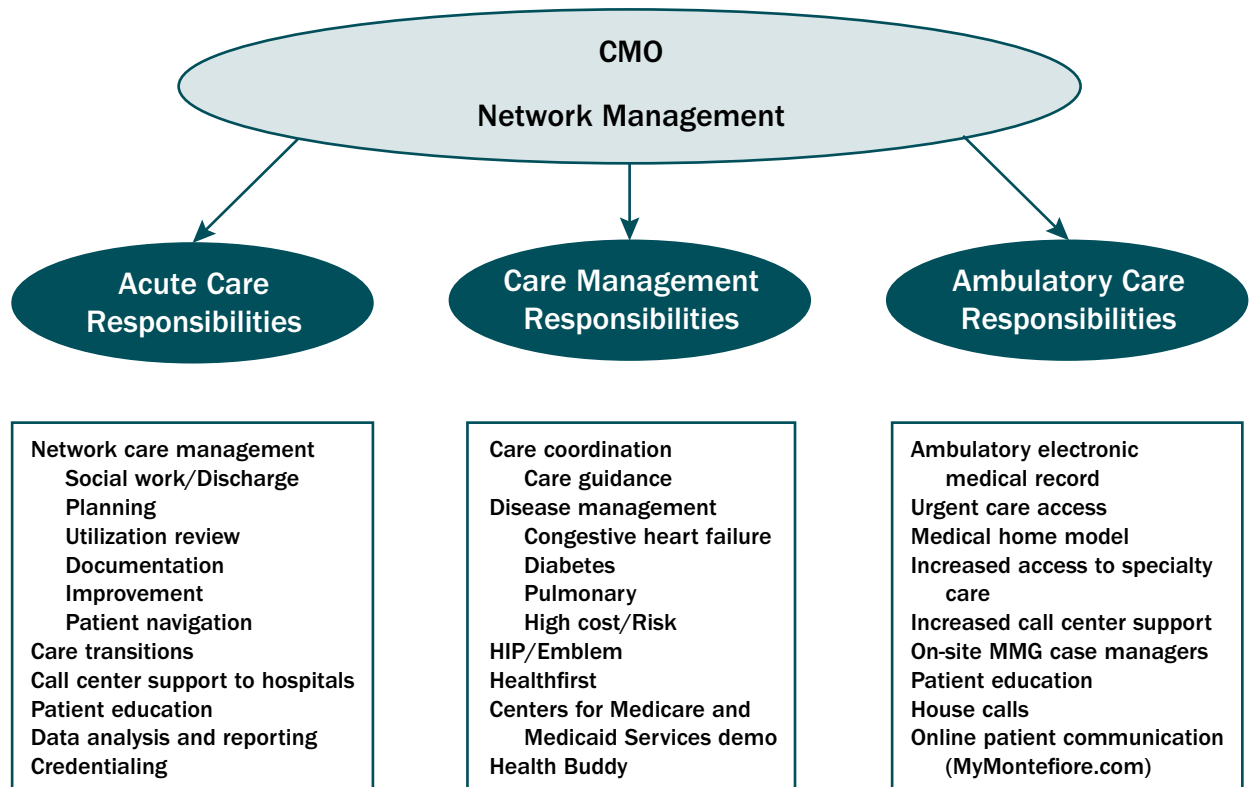 CMO
Network Management
Acute Care
Responsibilities
Care Management
Responsibilities
Ambulatory Care
Responsibilities
Network care management
Social work/Discharge
Planning
Utilization review
Documentation
Improvement
Patient navigation
Care transitions
Call center support to hospitals
Patient education
Data analysis and reporting
Credentialing
Care coordination
Care guidance
Disease management
Congestive heart failure
Diabetes
Pulmonary
High cost/Risk
HIP/Emblem
Healthfirst
Centers for Medicare and
Medicaid Services demo
Health Buddy
Ambulatory electronic
medical record
Urgent care access
Medical home model
Increased access to specialty
care
Increased call center support
On-site MMG case managers
Patient education
House calls
Online patient communication
(MyMontefiore.com)